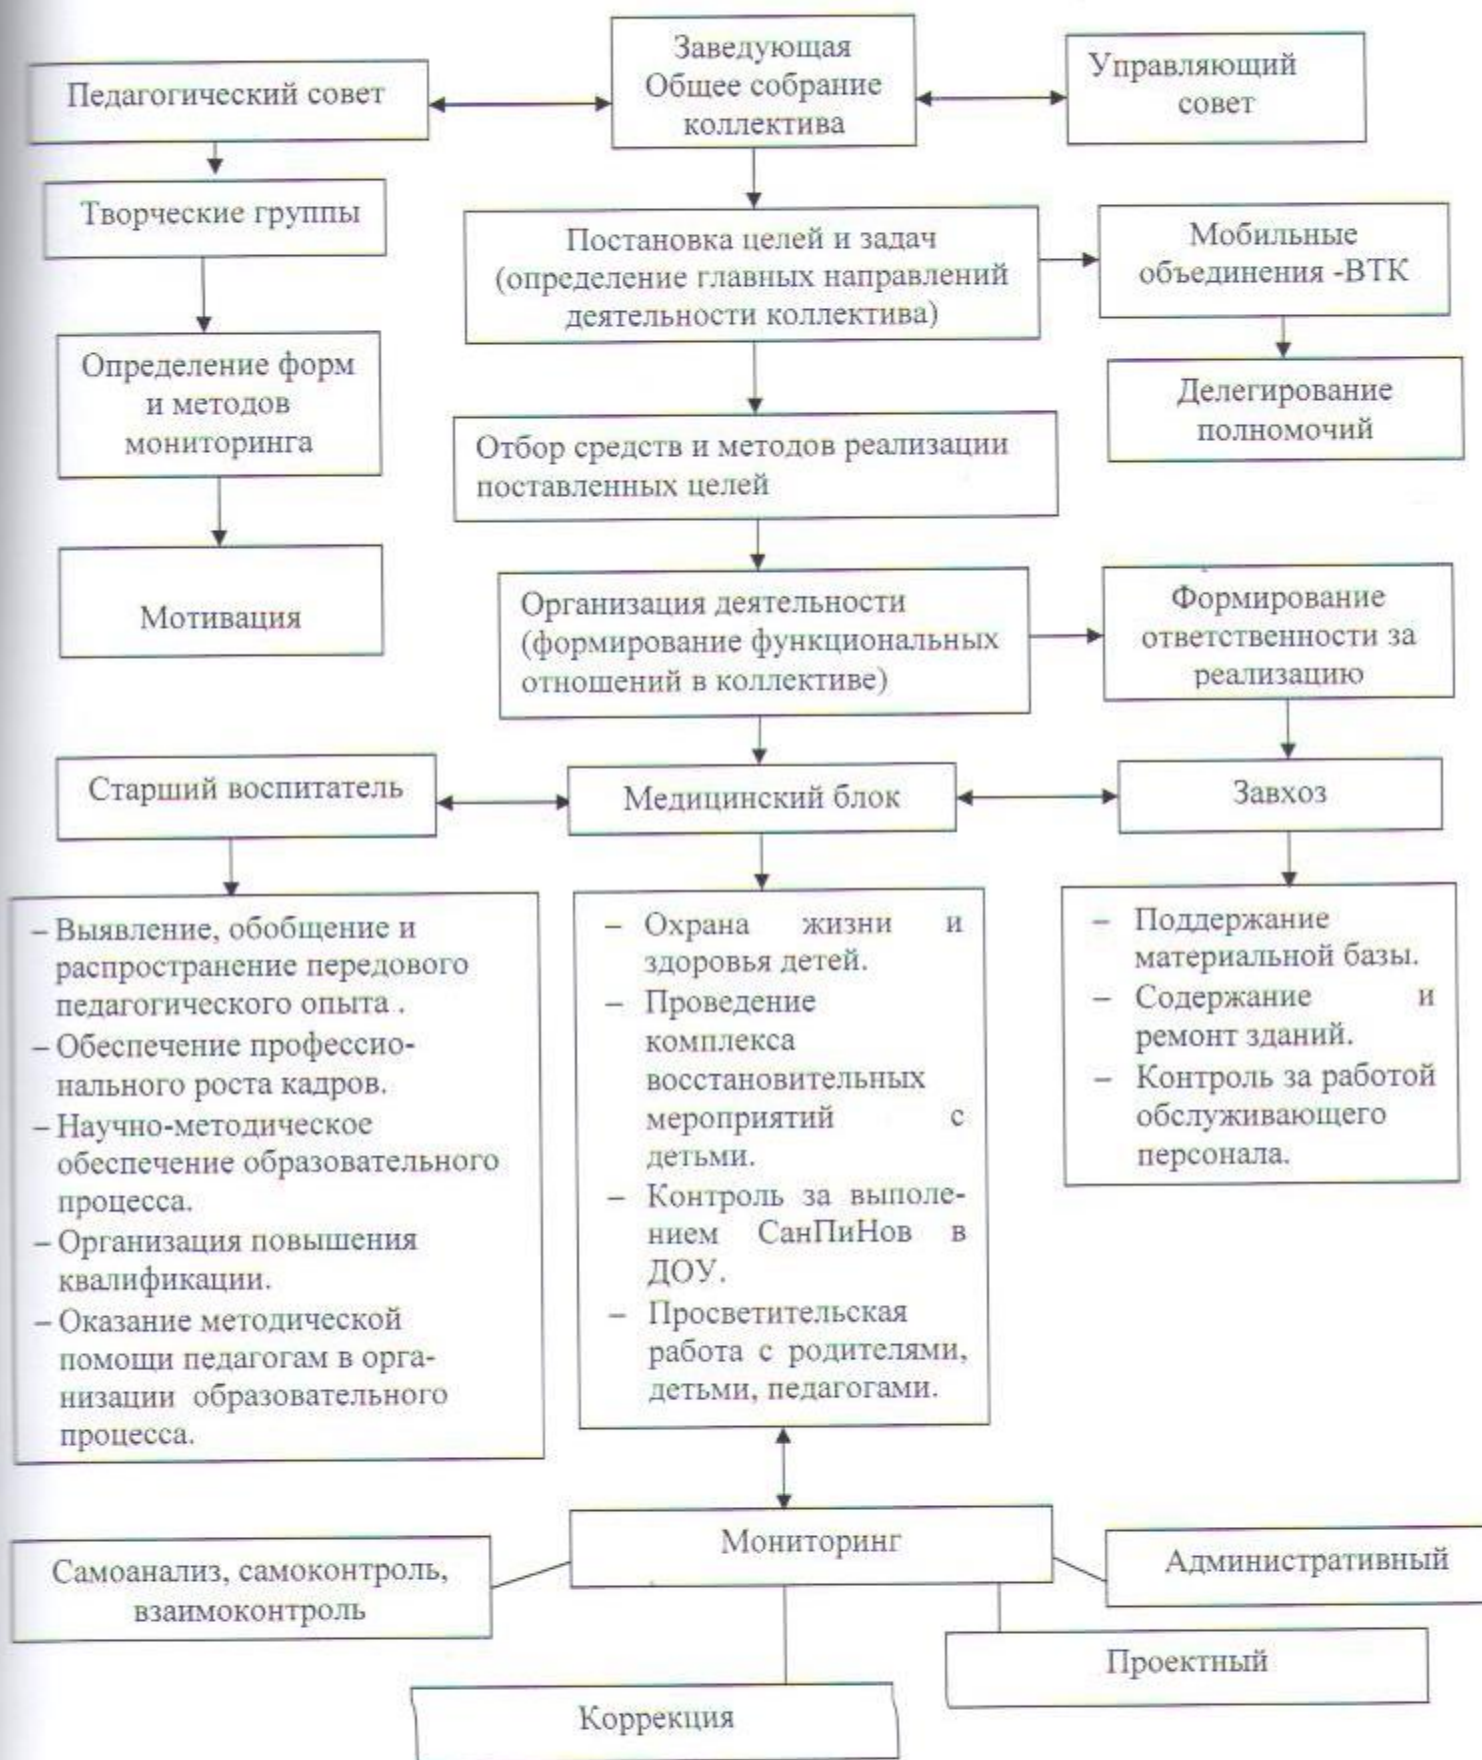 Заведующая
Общее собрание
коллектива
Педагогический совет
Управляющий
совет
Творческие группы
Постановка целей и задач
(определение главных направлений
деятельности коллектива)
Мобильные
объединения -ВТК
Определение форм
и методов
мониторинга
Делегирование
полномочий
Отбор средств и методов реализации
поставленных целей
Мотивация
Организация деятельности
(формирование функциональных
отношений в коллективе)
Формирование
ответственности за
реализацию
Старший воспитатель
Медицинский блок
Завхоз
– Выявление, обобщение и
распространение передового
педагогического опыта .
– Обеспечение профессио-
нального роста кадров.
– Научно-методическое
обеспечение образовательного
процесса.
– Организация повышения
квалификации.
– Оказание методической
помощи педагогам в орга-
низации образовательного
процесса.
– Охрана жизни и
здоровья детей.
– Проведение
комплекса
восстановительных
мероприятий с
детьми.
– Контроль за выполе-
нием СанПиНов в
ДОУ.
– Просветительская
работа с родителями,
детьми, педагогами.
– Поддержание
материальной базы.
– Содержание и
ремонт зданий.
– Контроль за работой
обслуживающего
персонала.
Мониторинг
Самоанализ, самоконтроль,
взаимоконтроль
Административный
Проектный
Коррекция